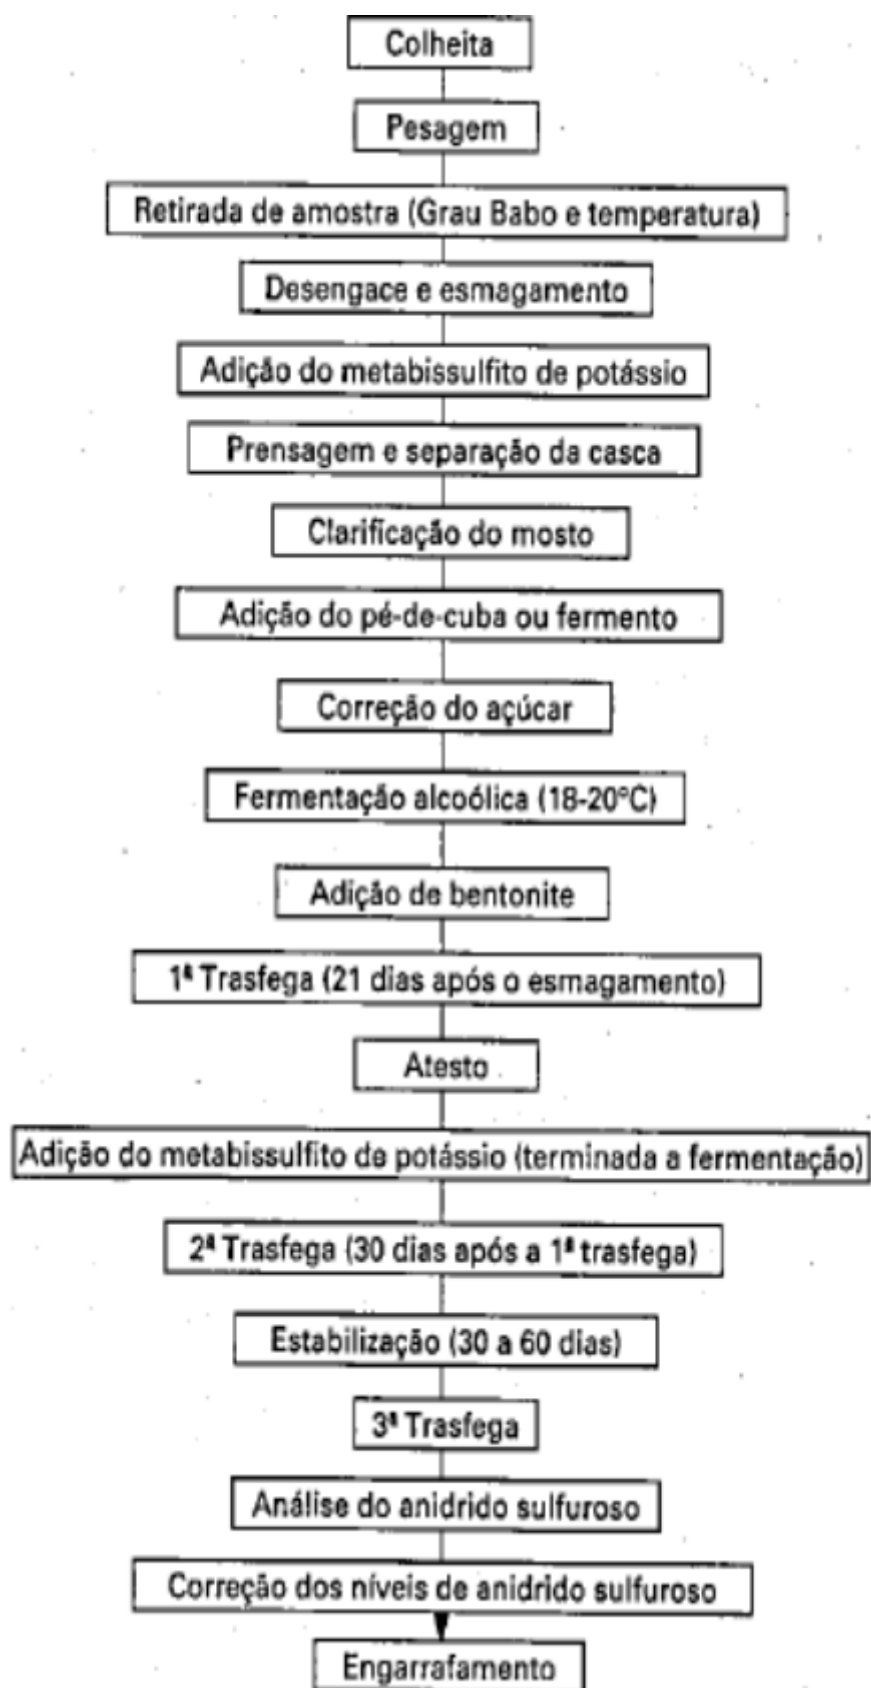 Colheita
Pesagem
Retirada de amostra (Grau Babo e temperatura)
Desengace e esmagamento
Adição do metabissulfito de potássio
Prensagem e separação da casca
Clarificação do mosto
Adição do pé-de-cuba ou fermento
Correção do açúcar
Fermentação alcoólica (18-20°C)
Adição de bentonite
1ª Trasfega (21 dias após o esmagamento)
Atesto
Adição do metabissulfito de potássio (terminada a fermentação)
2ª Trasfega (30 dias após a 1ª trasfega)
Estabilização (30 a 60 dias)
3ª Trasfega
Análise do anidrido sulfuroso
Correção dos níveis de anidrido sulfuroso
Engarrafamento